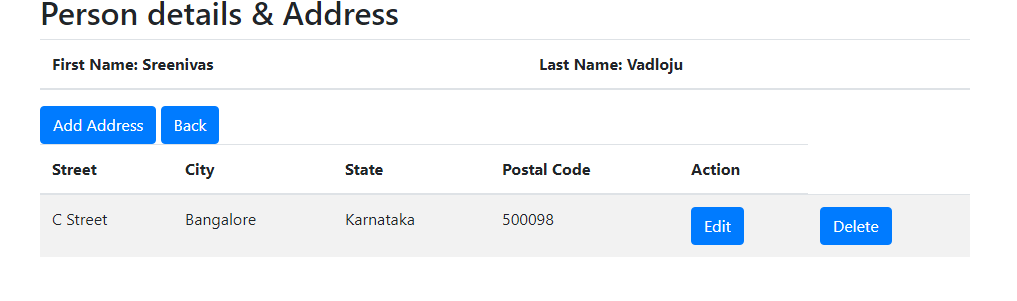 Person details & Address
First Name: Sreenivas Last Name: Vadloju
Add Address Back
Street City State Postal Code Action
C Street Bangalore Karnataka 500098 Edit Delete